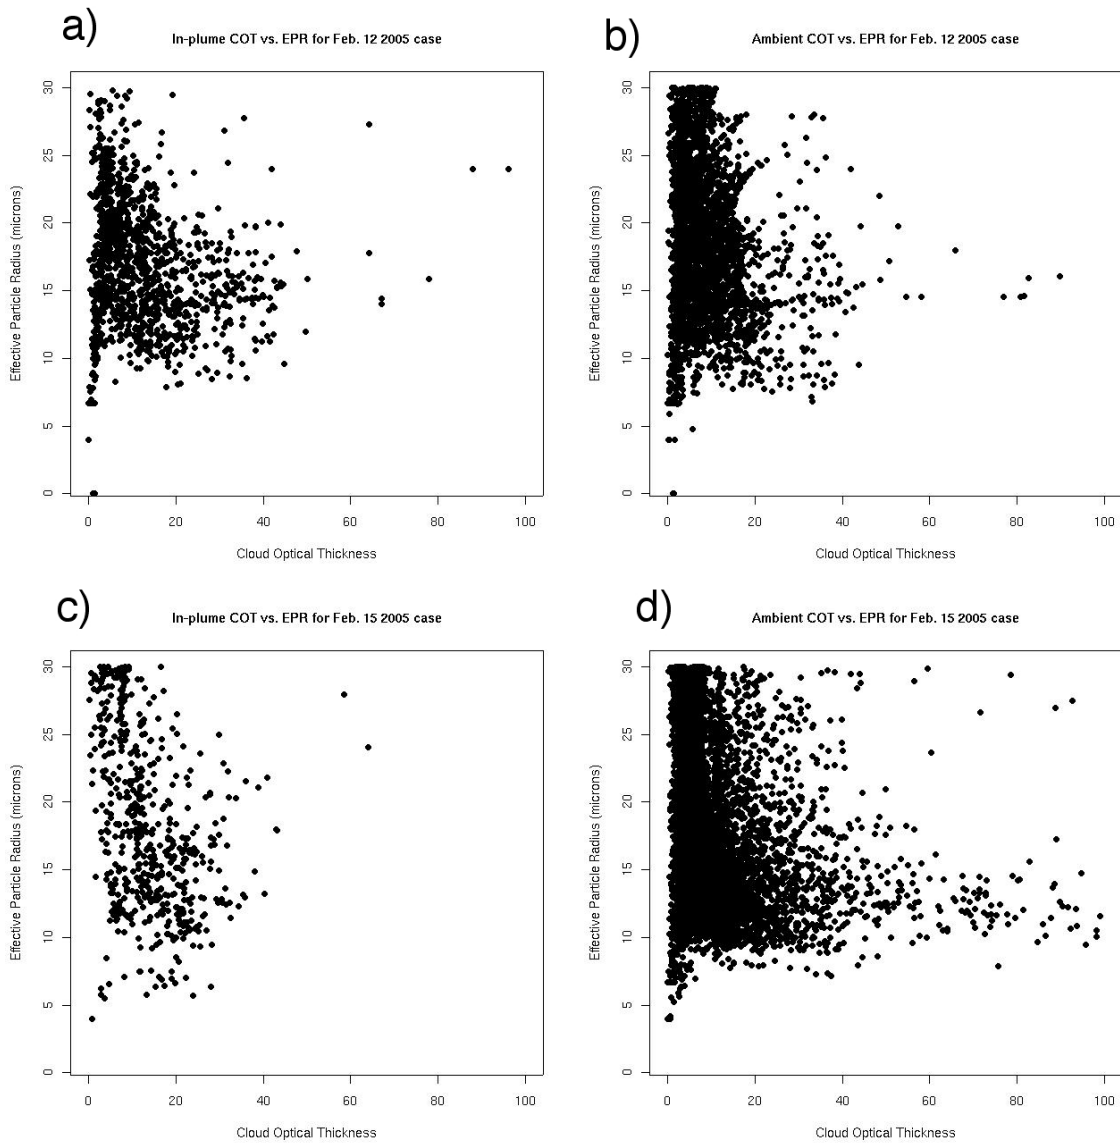 a)
In-plume COT vs. EPR for Feb. 12 2005 case
Effective Particle Radius (microns)
30
25
20
15
10
5
0
0 20 40 60 80 100
Cloud Optical Thickness
b)
Ambient COT vs. EPR for Feb. 12 2005 case
Effective Particle Radius (microns)
30
25
20
15
10
5
0
0 20 40 60 80 100
Cloud Optical Thickness
c)
In-plume COT vs. EPR for Feb. 15 2005 case
Effective Particle Radius (microns)
30
25
20
15
10
5
0
0 20 40 60 80 100
Cloud Optical Thickness
d)
Ambient COT vs. EPR for Feb. 15 2005 case
Effective Particle Radius (microns)
30
25
20
15
10
5
0
0 20 40 60 80 100
Cloud Optical Thickness